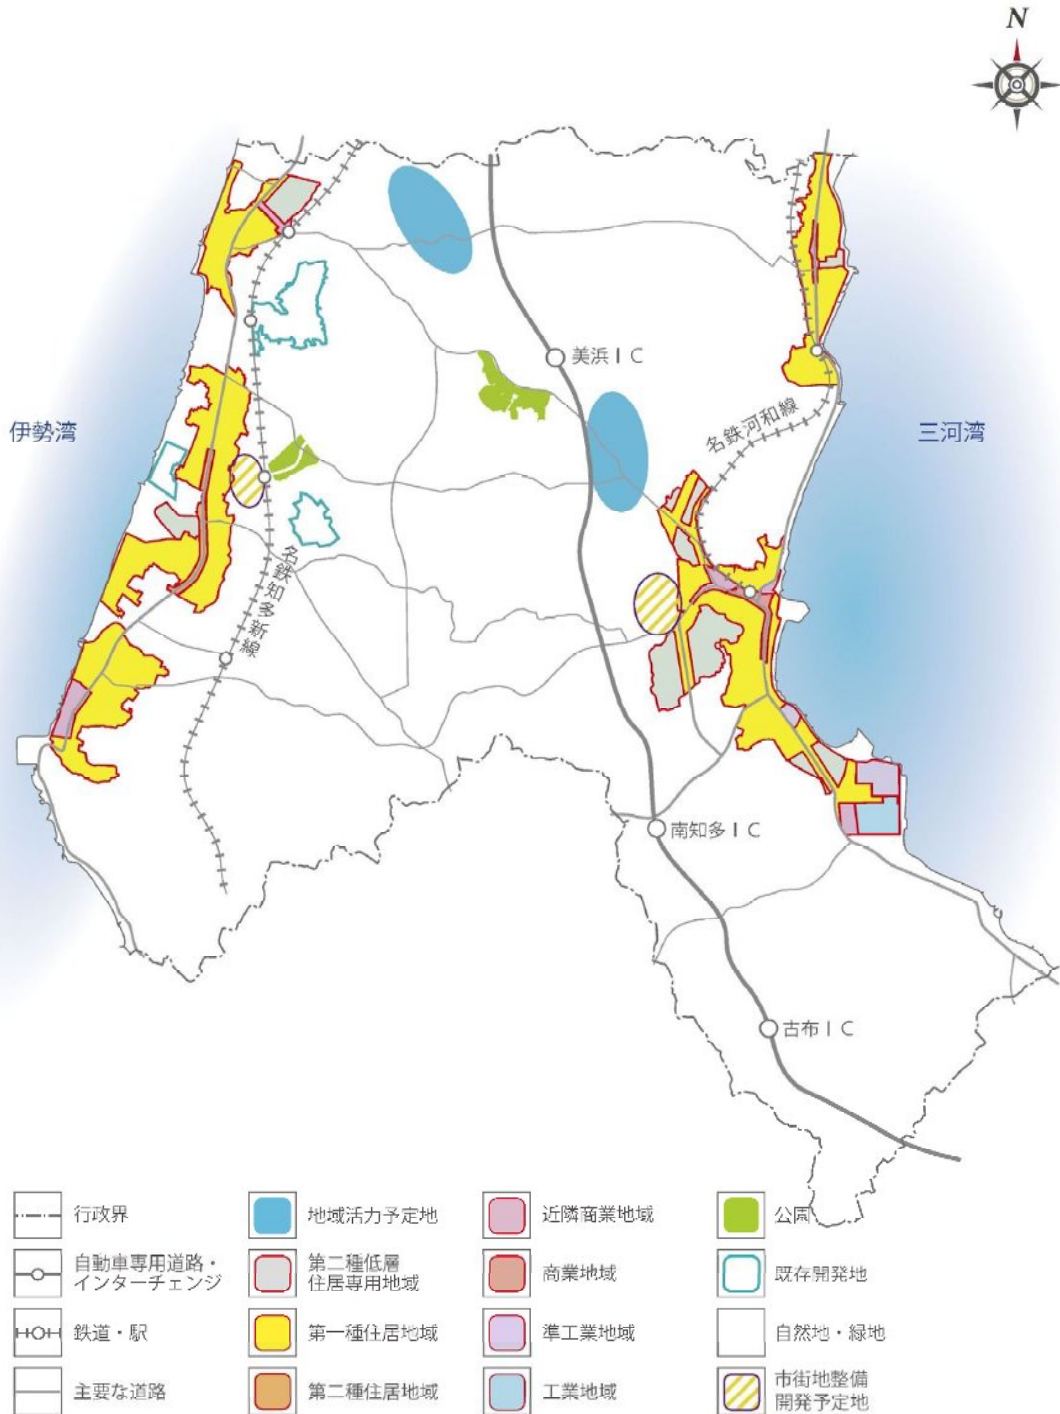 N
美浜IC
伊勢湾
名鉄河和線
三河湾
名鉄知多新線
南知多IC
古布IC
行政界
地域活力予定地
近隣商業地域
公園
自動車専用道路・
インターチェンジ
第二種低層
住居専用地域
商業地域
既存開発地
鉄道・駅
第一種住居地域
準工業地域
自然地・緑地
主要な道路
第二種住居地域
工業地域
市街地整備
開発予定地